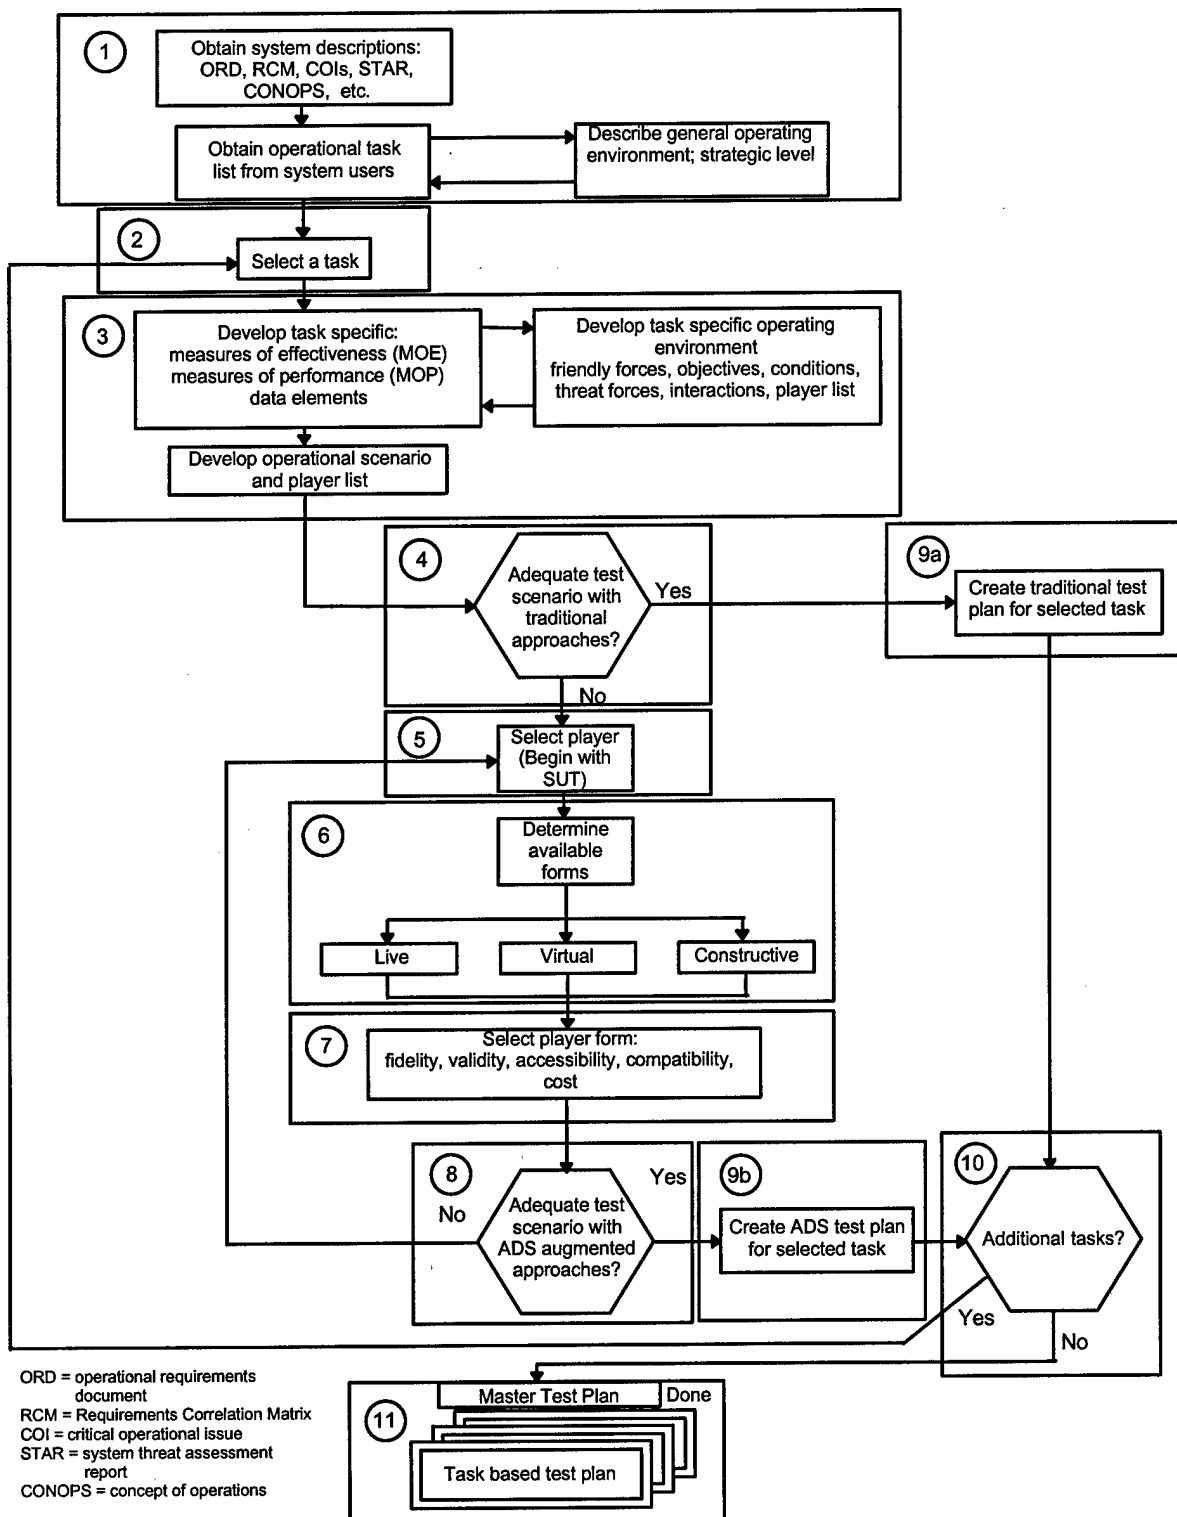 1
Obtain system descriptions:
ORD, RCM, COIs, STAR,
CONOPS, etc.
Obtain operational task
list from system users
Describe general operating
environment; strategic level
2
Select a task
3
Develop task specific:
measures of effectiveness (MOE)
measures of performance (MOP)
data elements
Develop task specific operating
environment
friendly forces, objectives, conditions,
threat forces, interactions, player list
Develop operational scenario
and player list
4
Adequate test
scenario with
traditional
approaches?
Yes
No
9a
Create traditional test
plan for selected task
5
Select player
(Begin with
SUT)
6
Determine
available
forms
Live
Virtual
Constructive
7
Select player form:
fidelity, validity, accessibility, compatibility,
cost
8
No
Yes
Adequate test
scenario with
ADS augmented
approaches?
9b
Create ADS test plan
for selected task
10
Additional tasks?
Yes
No
ORD = operational requirements
document
RCM = Requirements Correlation Matrix
COI = critical operational issue
STAR = system threat assessment
report
CONOPS = concept of operations
11
Master Test Plan
Done
Task based test plan